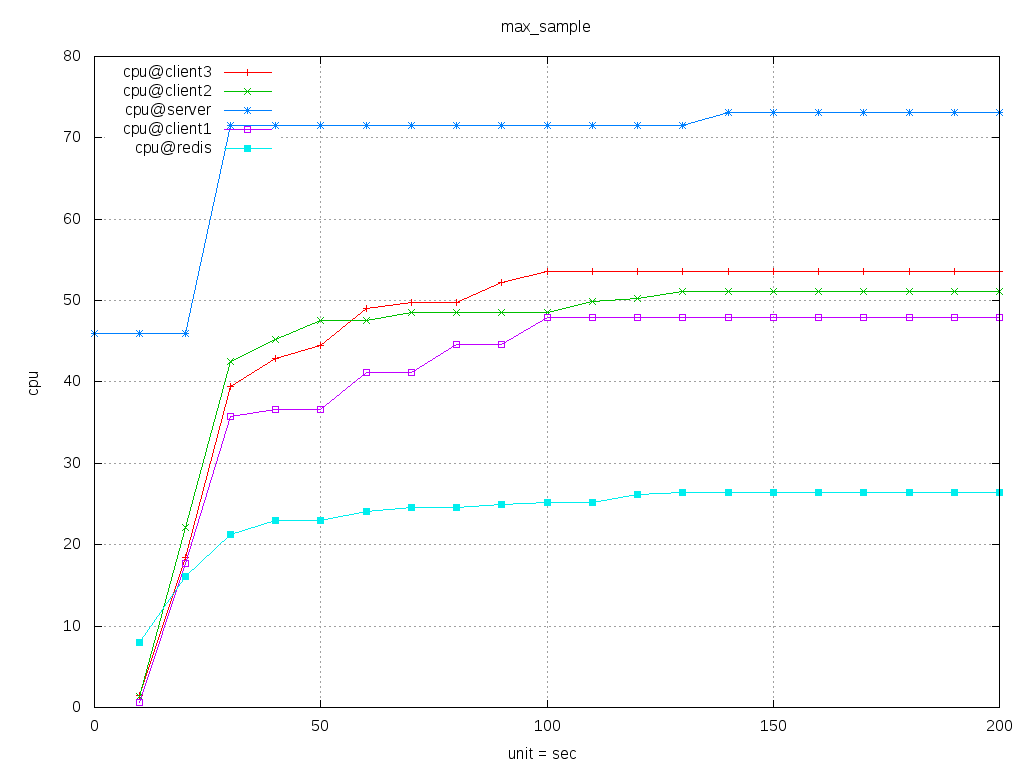 max_sample
80
70
60
50
40
30
20
10
0
cpu@client3
cpu@client2
cpu@server
cpu@client1
cpu@redis
cpu
0 50 100 150 200
unit = sec